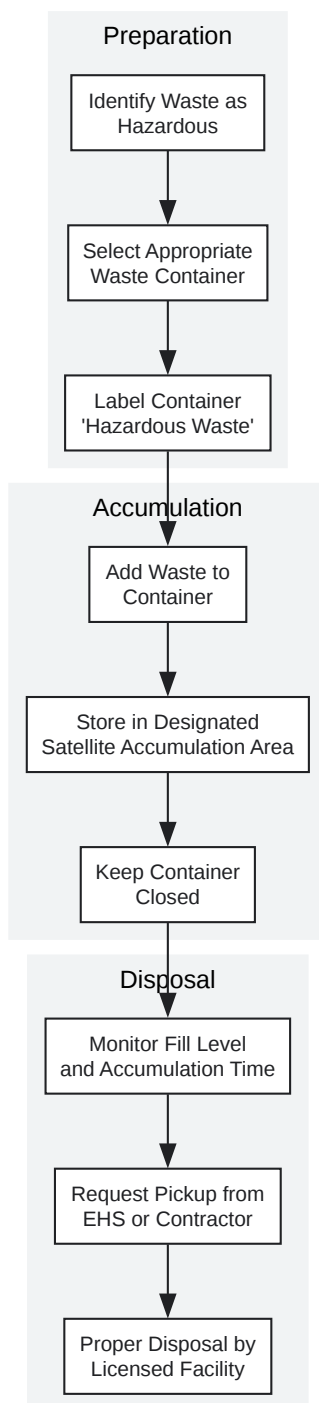 Preparation
Identify Waste as
Hazardous
Select Appropriate
Waste Container
Label Container
'Hazardous Waste'
Accumulation
Add Waste to
Container
Store in Designated
Satellite Accumulation Area
Keep Container
Closed
Disposal
Monitor Fill Level
and Accumulation Time
Request Pickup from
EHS or Contractor
Proper Disposal by
Licensed Facility